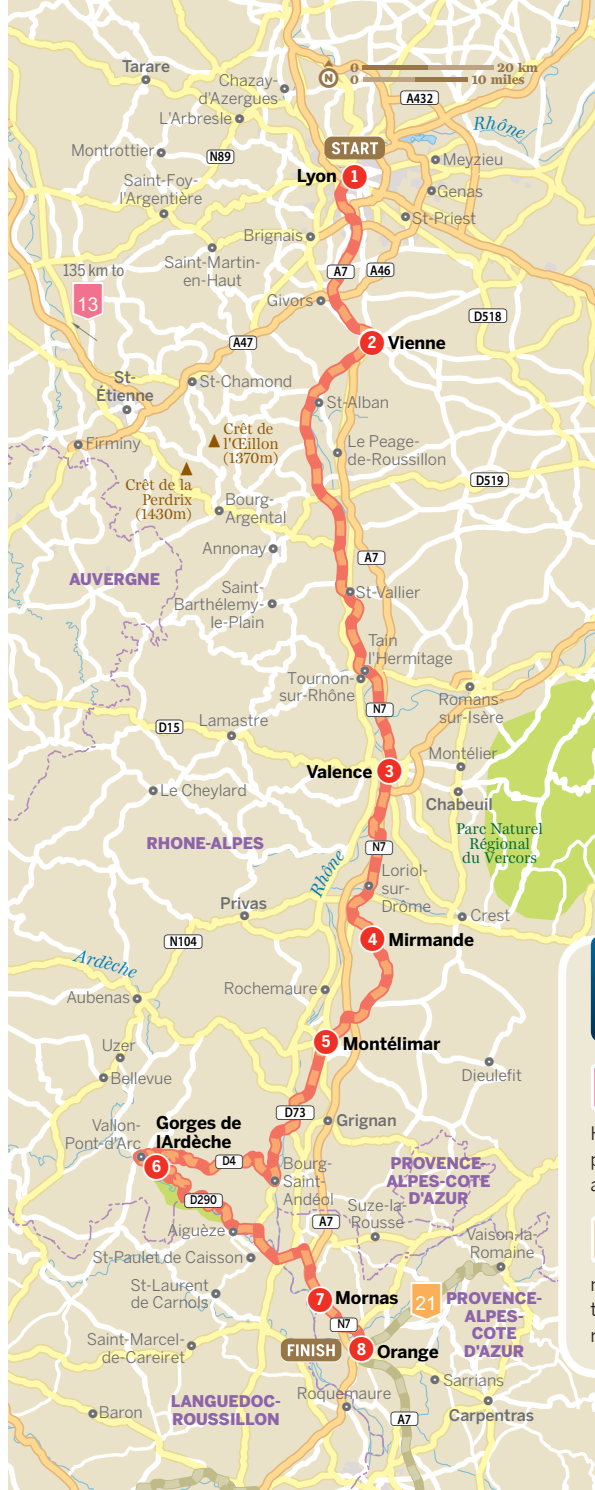 0 20 km
N
0 10 miles
Tarare
Chazay-
d'Azergues
A432
L'Arbresle
Rhône
START
Montrottier
N89
Meyzieu
Lyon 1
Saint-Foy-
l'Argentière
Genas
St-Priest
Brignais
Saint-Martin-
en-Haut
135 km to
13
A7
A46
Givors
D518
2 Vienne
A47
St-
Étienne
St-Chamond
St-Alban
Crêt de
l'Œillon
(1370m)
Firminy
Le Peage-
de-Roussillon
Crêt de la
Perdrix
(1430m)
D519
Bourg-
Argental
Annonay
A7
AUVERGNE
Saint-
Barthélemy-
le-Plain
St-Vallier
Tain
l'Hermitage
Tournon-
sur-Rhône
Romans-
sur-Isère
N7
D15
Lamastre
Montélier
Valence 3
Le Cheylard
Chabeuil
Parc Naturel
Régional
du Vercors
RHONE-ALPES
N7
Rhône
Loriol-
sur-
Drôme
Privas
Crest
N104
4 Mirmande
Ardèche
Aubenas
Rochemaure
Uzer
5 Montélimar
Bellevue
Dieulefit
D73
Grignan
Vallon-
Pont-d'Arc
Gorges de
lArdèche
6
D4
Bourg-
Saint-
Andéol
PROVENCE-
ALPES-COTE
D'AZUR
D290
Suze-la-
Rousse
A7
Aiguèze
Vaison-la-
Romaine
St-Paulet de Caisson
St-Laurent
de Carnols
7 Mornas
21
PROVENCE-
ALPES-
COTE
D'AZUR
N7
Saint-Marcel-
de-Careiret
FINISH
8 Orange
Sarrians
Roquemaure
LANGUEDOC-
ROUSSILLON
Baron
A7
Carpentras